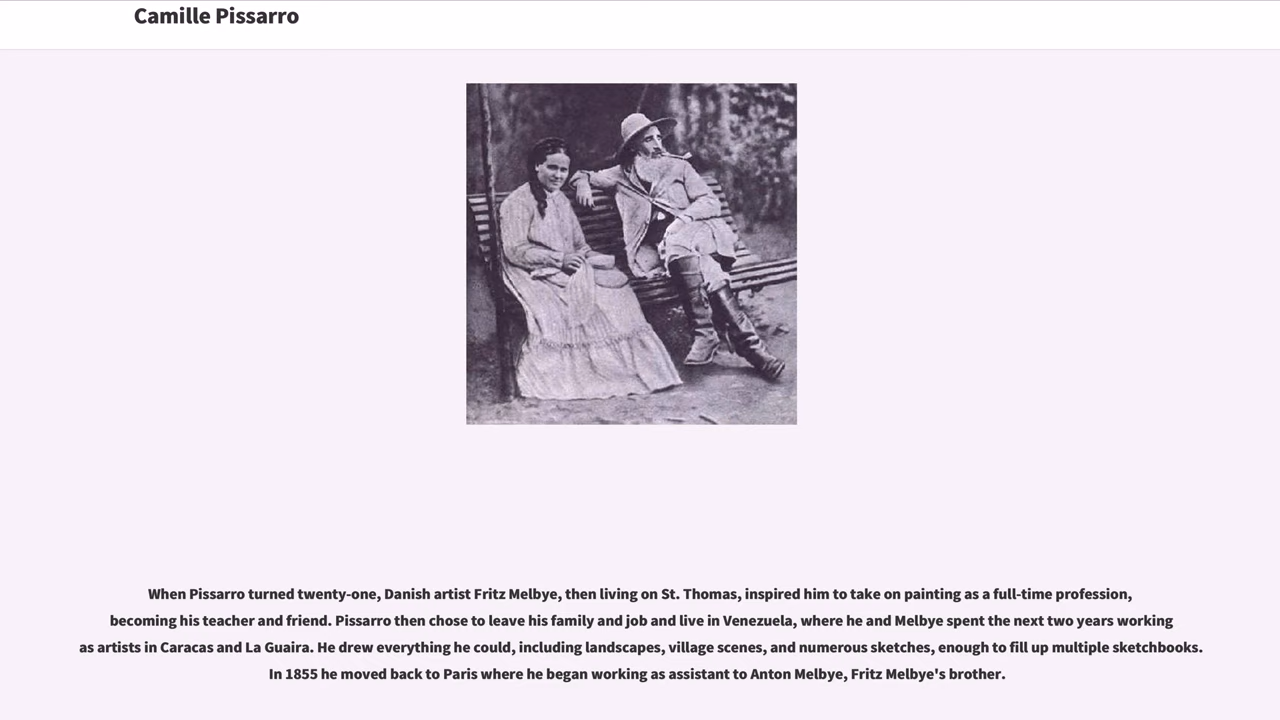 Camille Pissarro
When Pissarro turned twenty-one, Danish artist Fritz Melbye, then living on St. Thomas, inspired him to take on painting as a full-time profession,
becoming his teacher and friend. Pissarro then chose to leave his family and job and live in Venezuela, where he and Melbye spent the next two years working
as artists in Caracas and La Guaira. He drew everything he could, including landscapes, village scenes, and numerous sketches, enough to fill up multiple sketchbooks.
In 1855 he moved back to Paris where he began working as assistant to Anton Melbye, Fritz Melbye's brother.